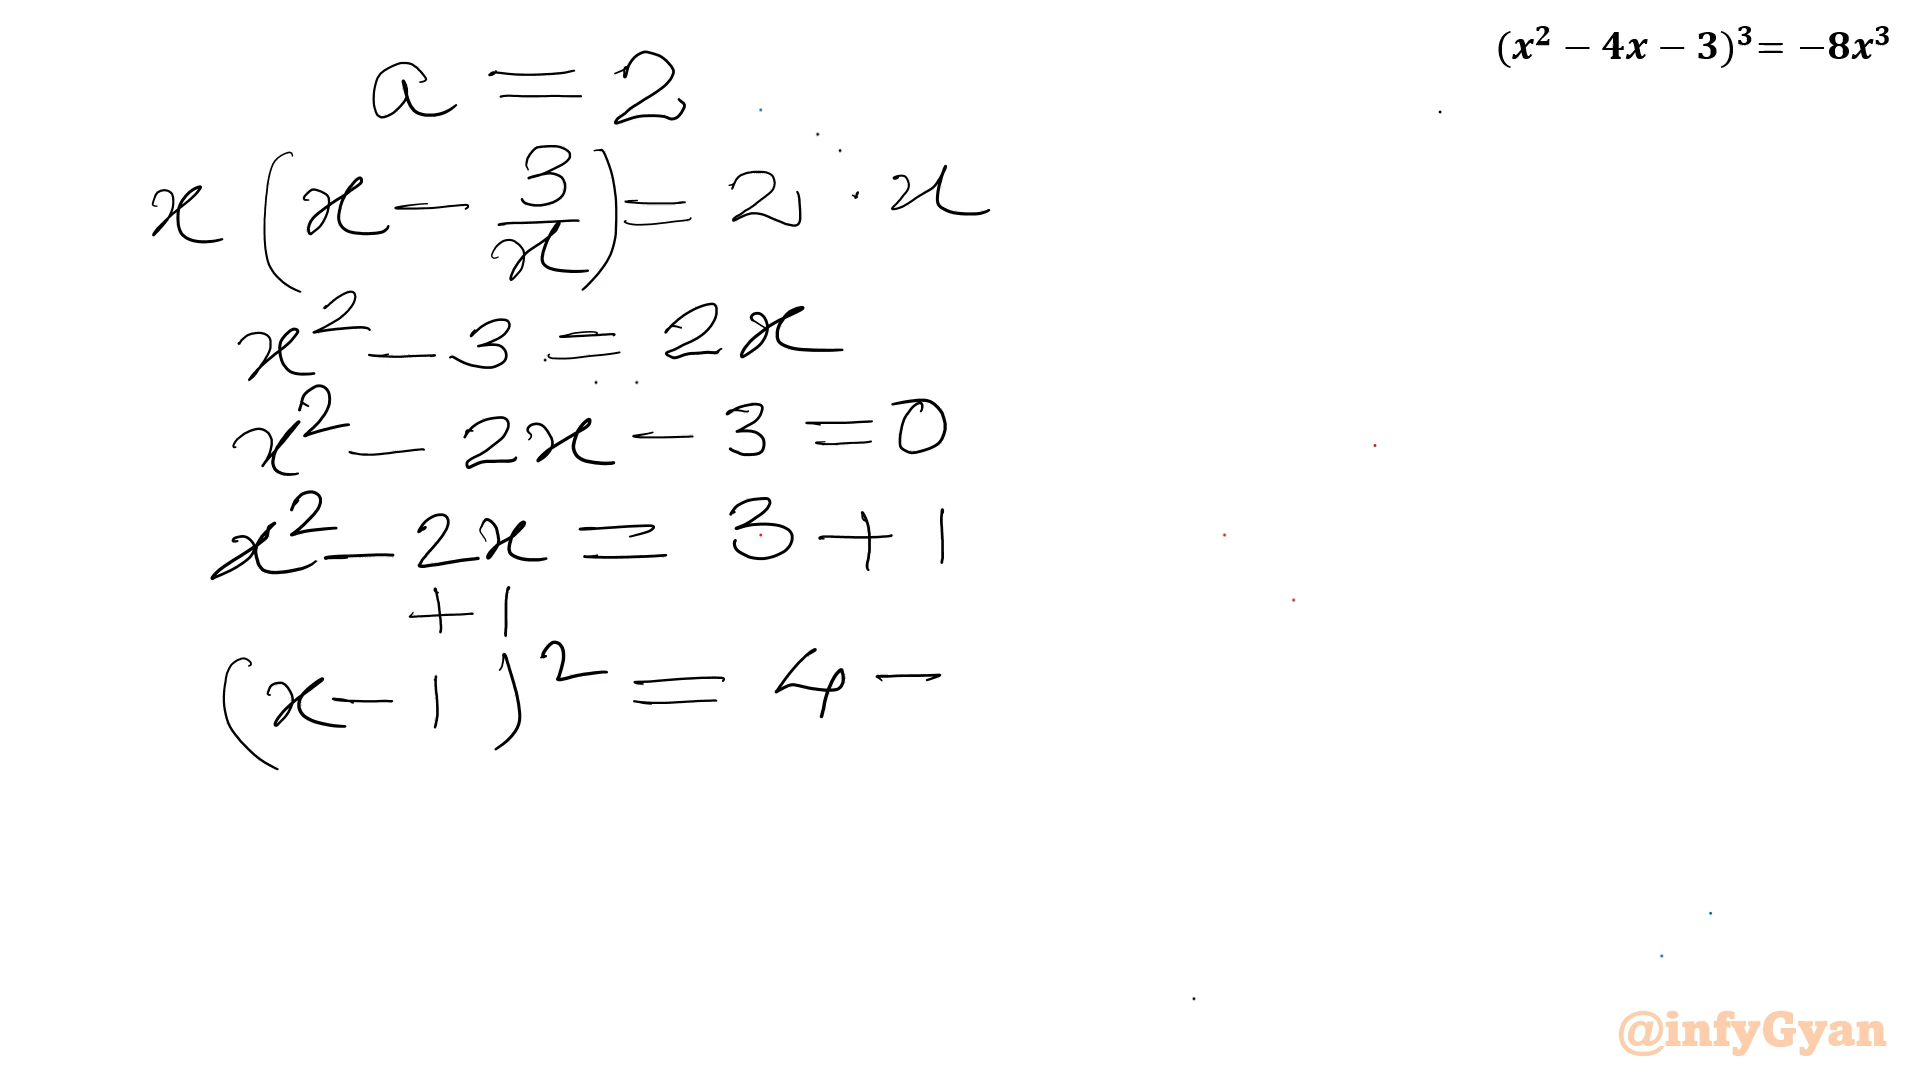 (x² − 4x − 3)³= −8x³
a = 2
x(x − 3/x) = 2 · x
x² − 3 = 2x
x² − 2x − 3 = 0
x² − 2x = 3 + 1
+ 1
(x − 1)² = 4 −
@infyGyan